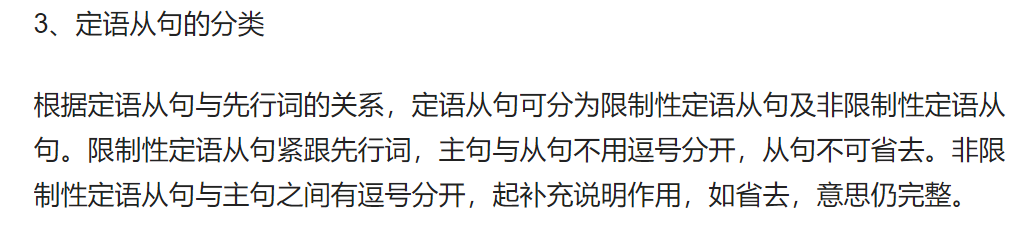 3、定语从句的分类
根据定语从句与先行词的关系，定语从句可分为限制性定语从句及非限制性定语从
句。限制性定语从句紧跟先行词，主句与从句不用逗号分开，从句不可省去。非限
制性定语从句与主句之间有逗号分开，起补充说明作用，如省去，意思仍完整。